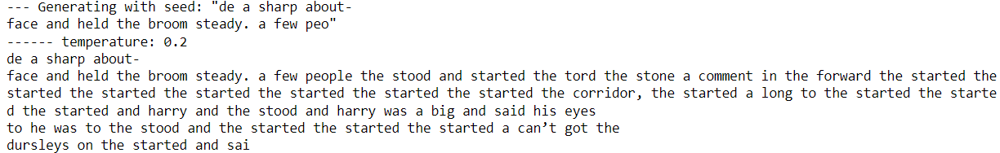 --- Generating with seed: "de a sharp about-
face and held the broom steady. a few peo"
------ temperature: 0.2
de a sharp about-
face and held the broom steady. a few people the stood and started the tord the stone a comment in the forward the started the
started the started the started the started the started the started the corridor, the started a long to the started the starte
d the started and harry and the stood and harry was a big and said his eyes
to he was to the stood and the started the started the started a can’t got the
dursleys on the started and sai